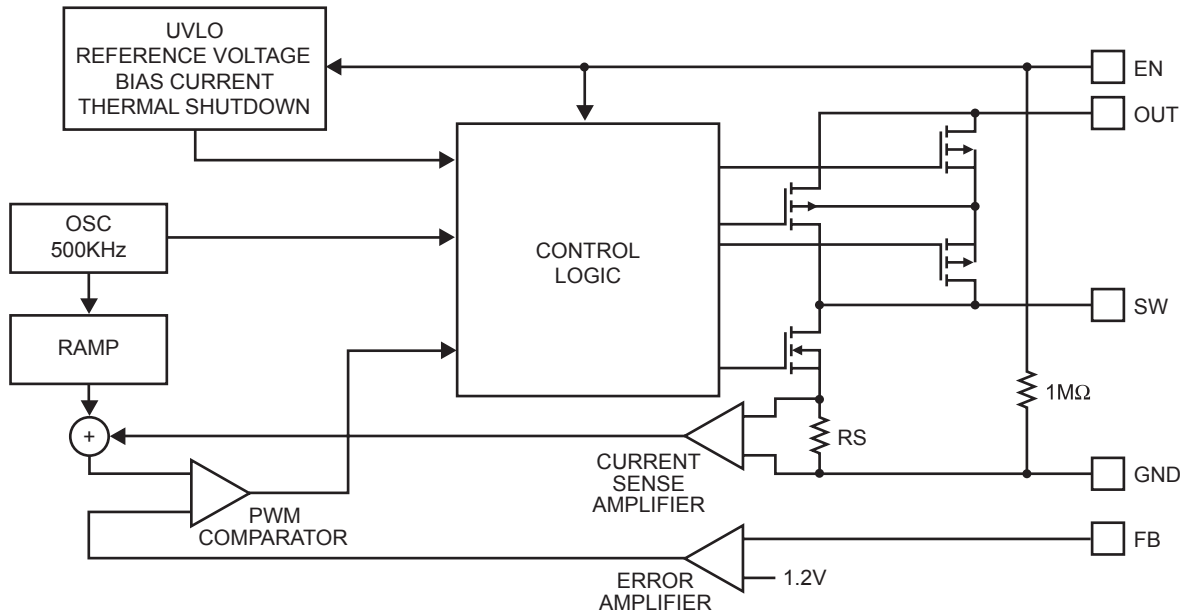 UVLO
REFERENCE VOLTAGE
BIAS CURRENT
THERMAL SHUTDOWN
EN
OUT
OSC
500KHz
CONTROL
LOGIC
SW
RAMP
1MΩ
+
RS
CURRENT
SENSE
AMPLIFIER
GND
PWM
COMPARATOR
FB
1.2V
ERROR
AMPLIFIER